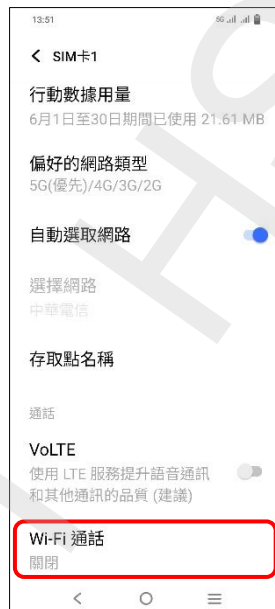 13:51
5G
SIM卡1
行動數據用量
6月1日至30日期間已使用 21.61 MB
偏好的網路類型
5G(優先)/4G/3G/2G
自動選取網路
選擇網路
中華電信
存取點名稱
通話
VoLTE
使用 LTE 服務提升語音通訊
和其他通訊的品質 (建議)
Wi-Fi 通話
關閉